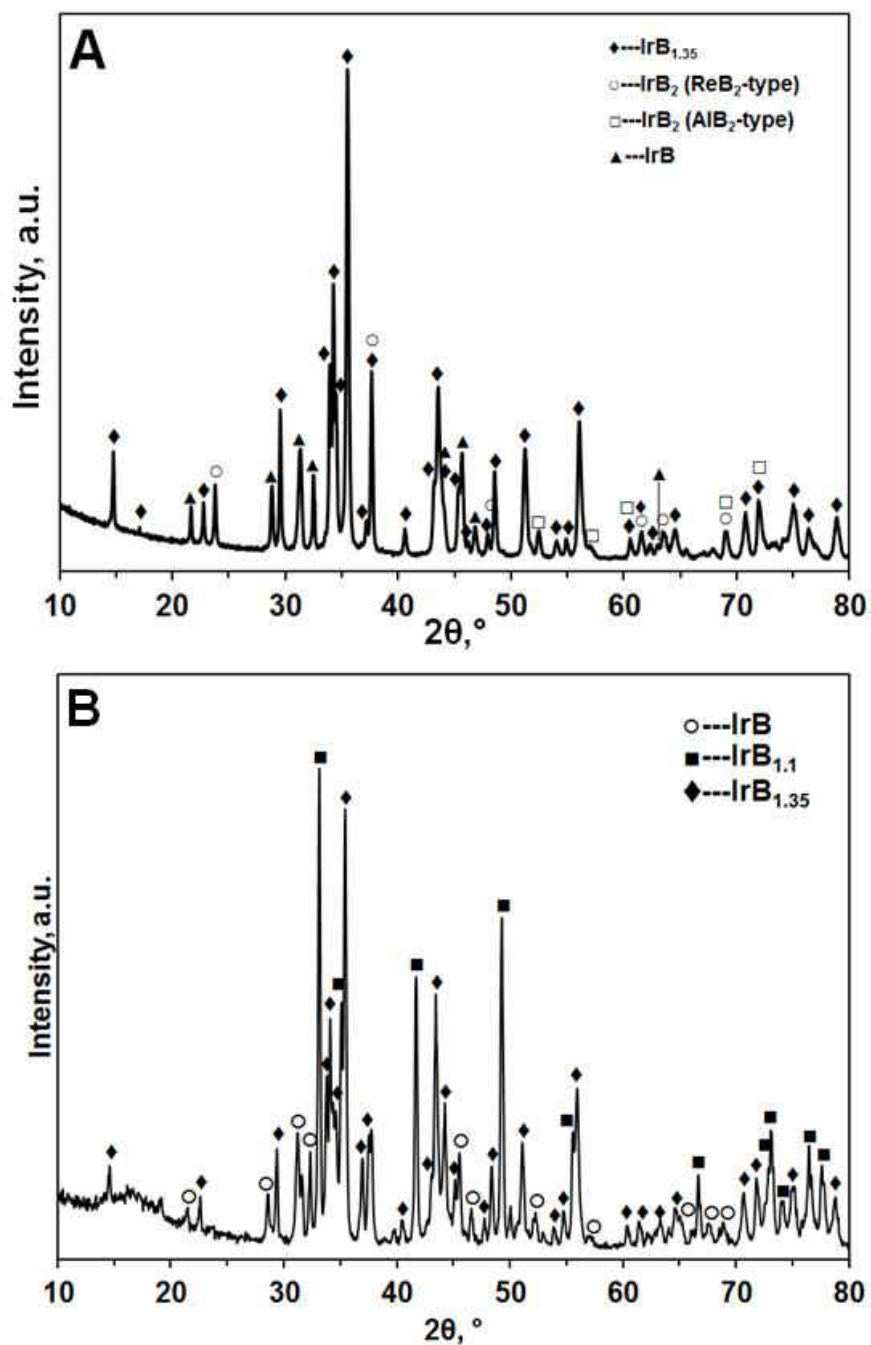 A
♦---IrB1.35
○---IrB2 (ReB2-type)
□---IrB2 (AlB2-type)
▲---IrB
Intensity, a.u.
10 20 30 40 50 60 70 80
2θ,°
B
○---IrB
■---IrB1.1
♦---IrB1.35
Intensity, a.u.
10 20 30 40 50 60 70 80
2θ, °